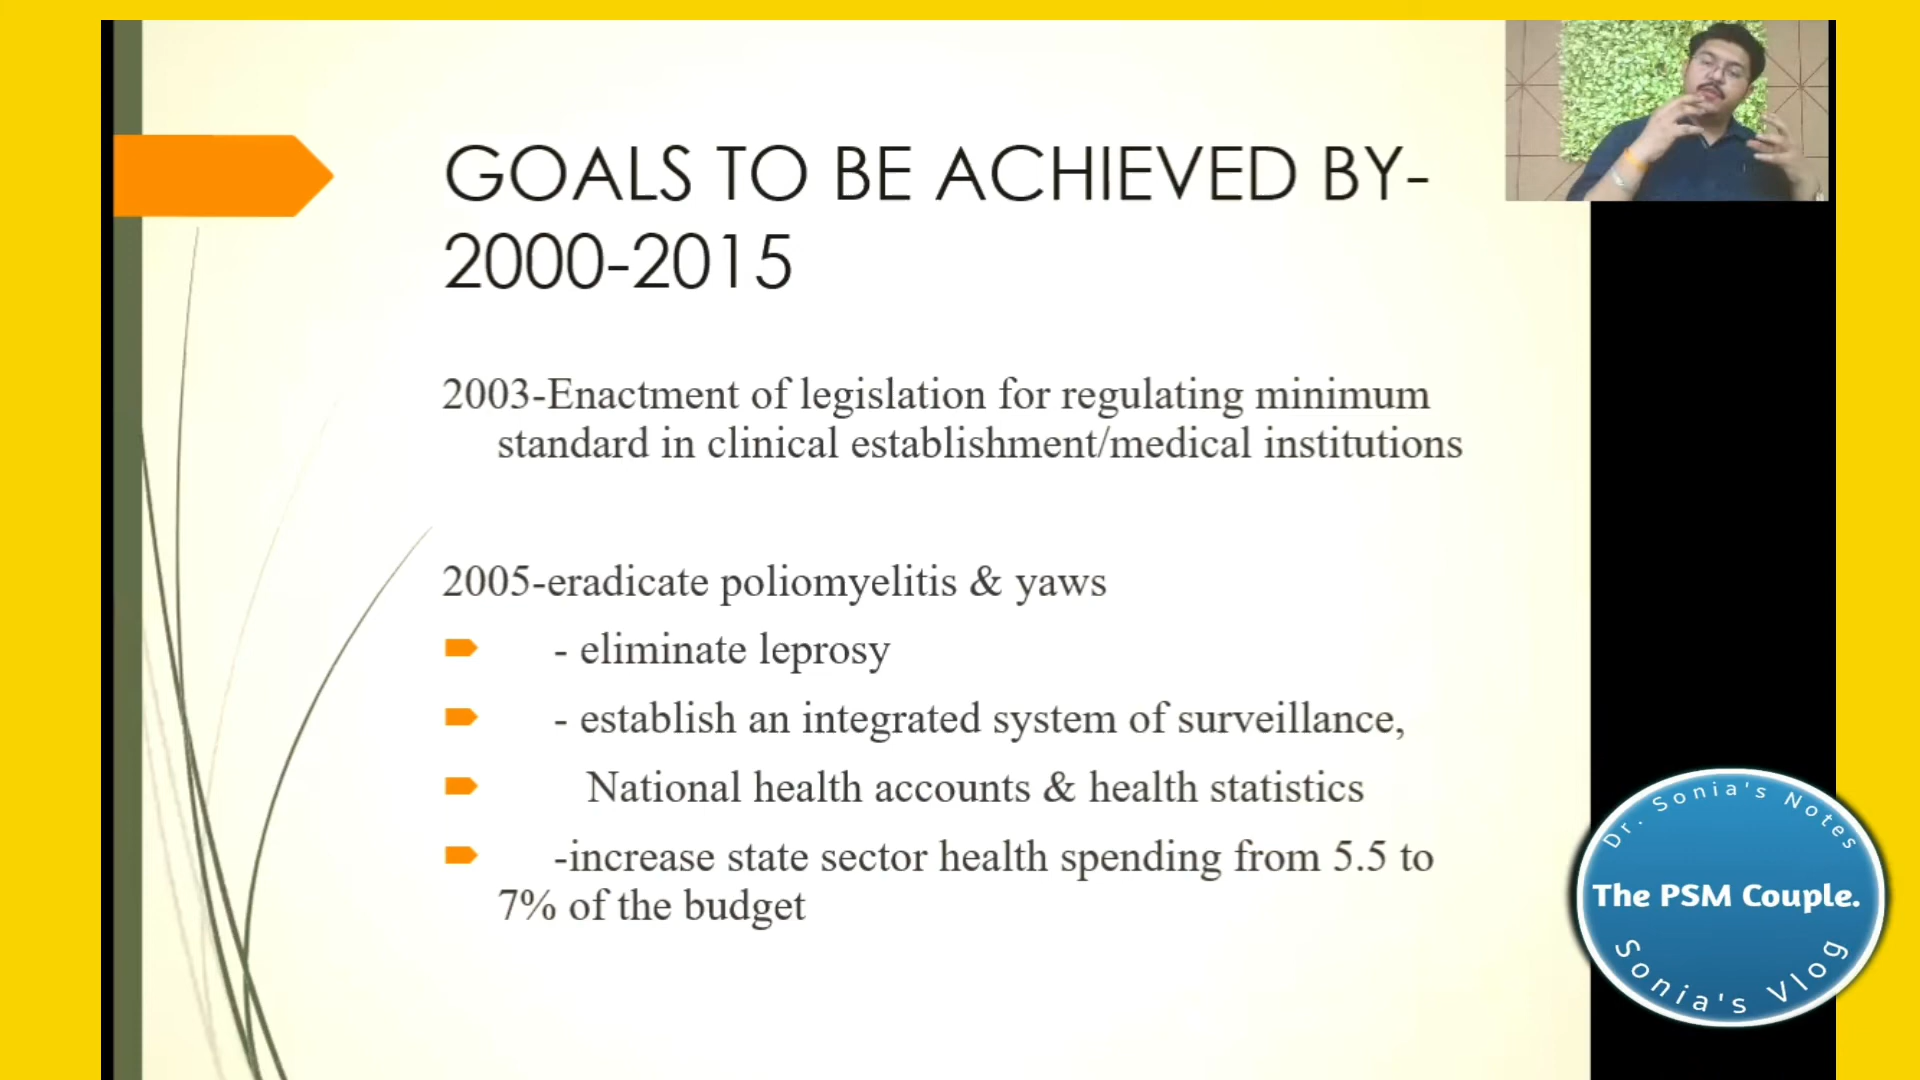 GOALS TO BE ACHIEVED BY-
2000-2015
2003-Enactment of legislation for regulating minimum
standard in clinical establishment/medical institutions
2005-eradicate poliomyelitis & yaws
- eliminate leprosy
- establish an integrated system of surveillance,
National health accounts & health statistics
-increase state sector health spending from 5.5 to
7% of the budget
Dr. Sonia's Notes
The PSM Couple.
Sonia's Vlog